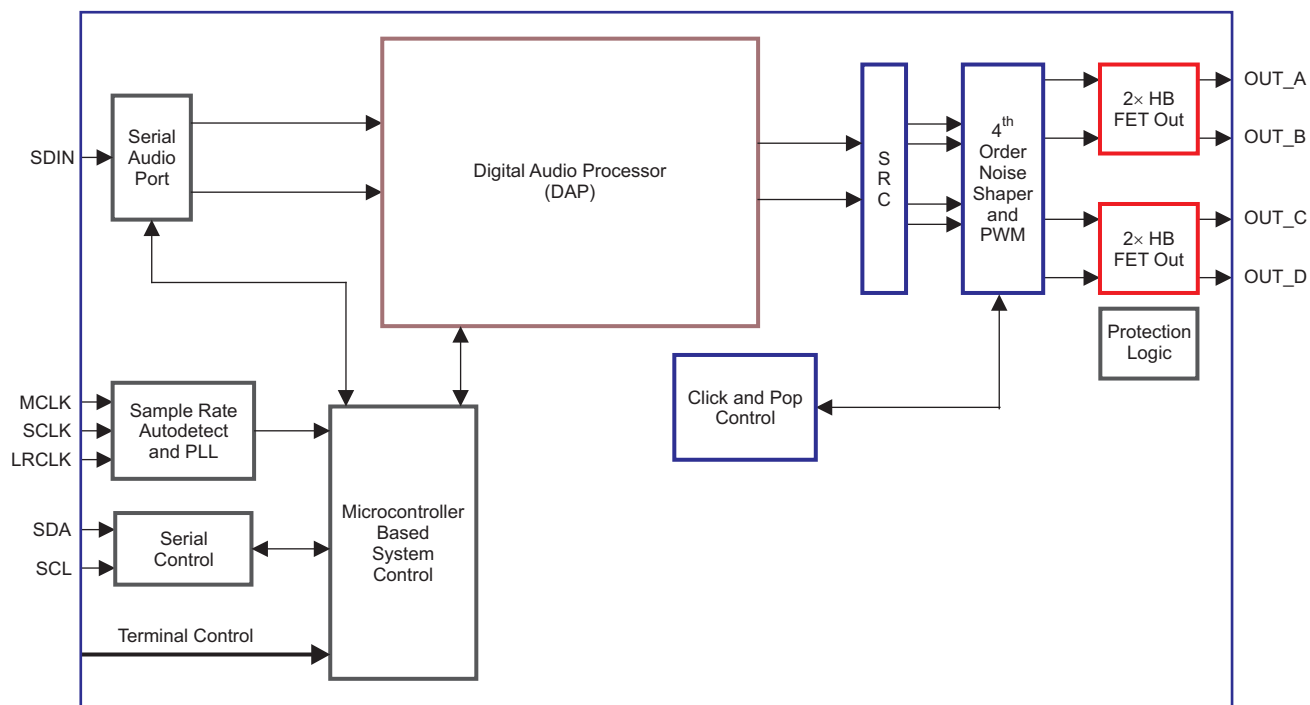 SDIN
Serial
Audio
Port
Digital Audio Processor
(DAP)
S
R
C
4th
Order
Noise
Shaper
and
PWM
2× HB
FET Out
OUT_A
OUT_B
2× HB
FET Out
OUT_C
OUT_D
Protection
Logic
Click and Pop
Control
MCLK
SCLK
LRCLK
Sample Rate
Autodetect
and PLL
SDA
SCL
Serial
Control
Microcontroller
Based
System
Control
Terminal Control